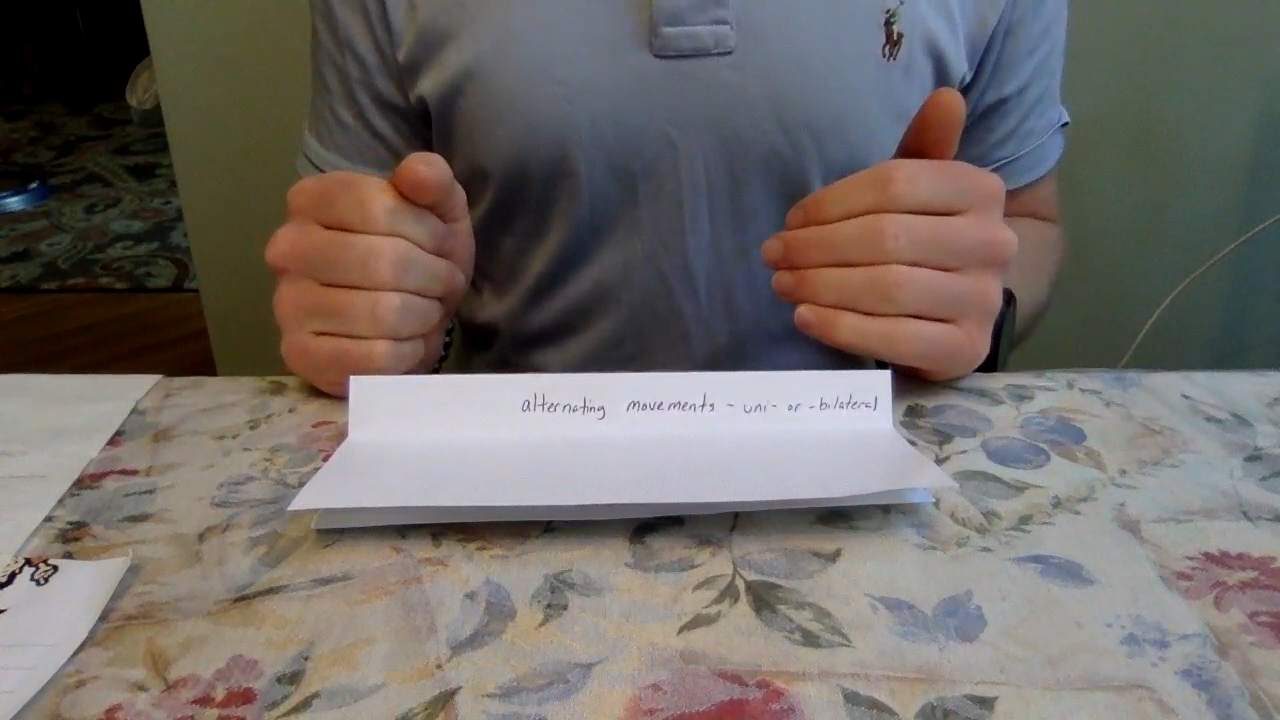 alternating movements - uni- or -bilateral